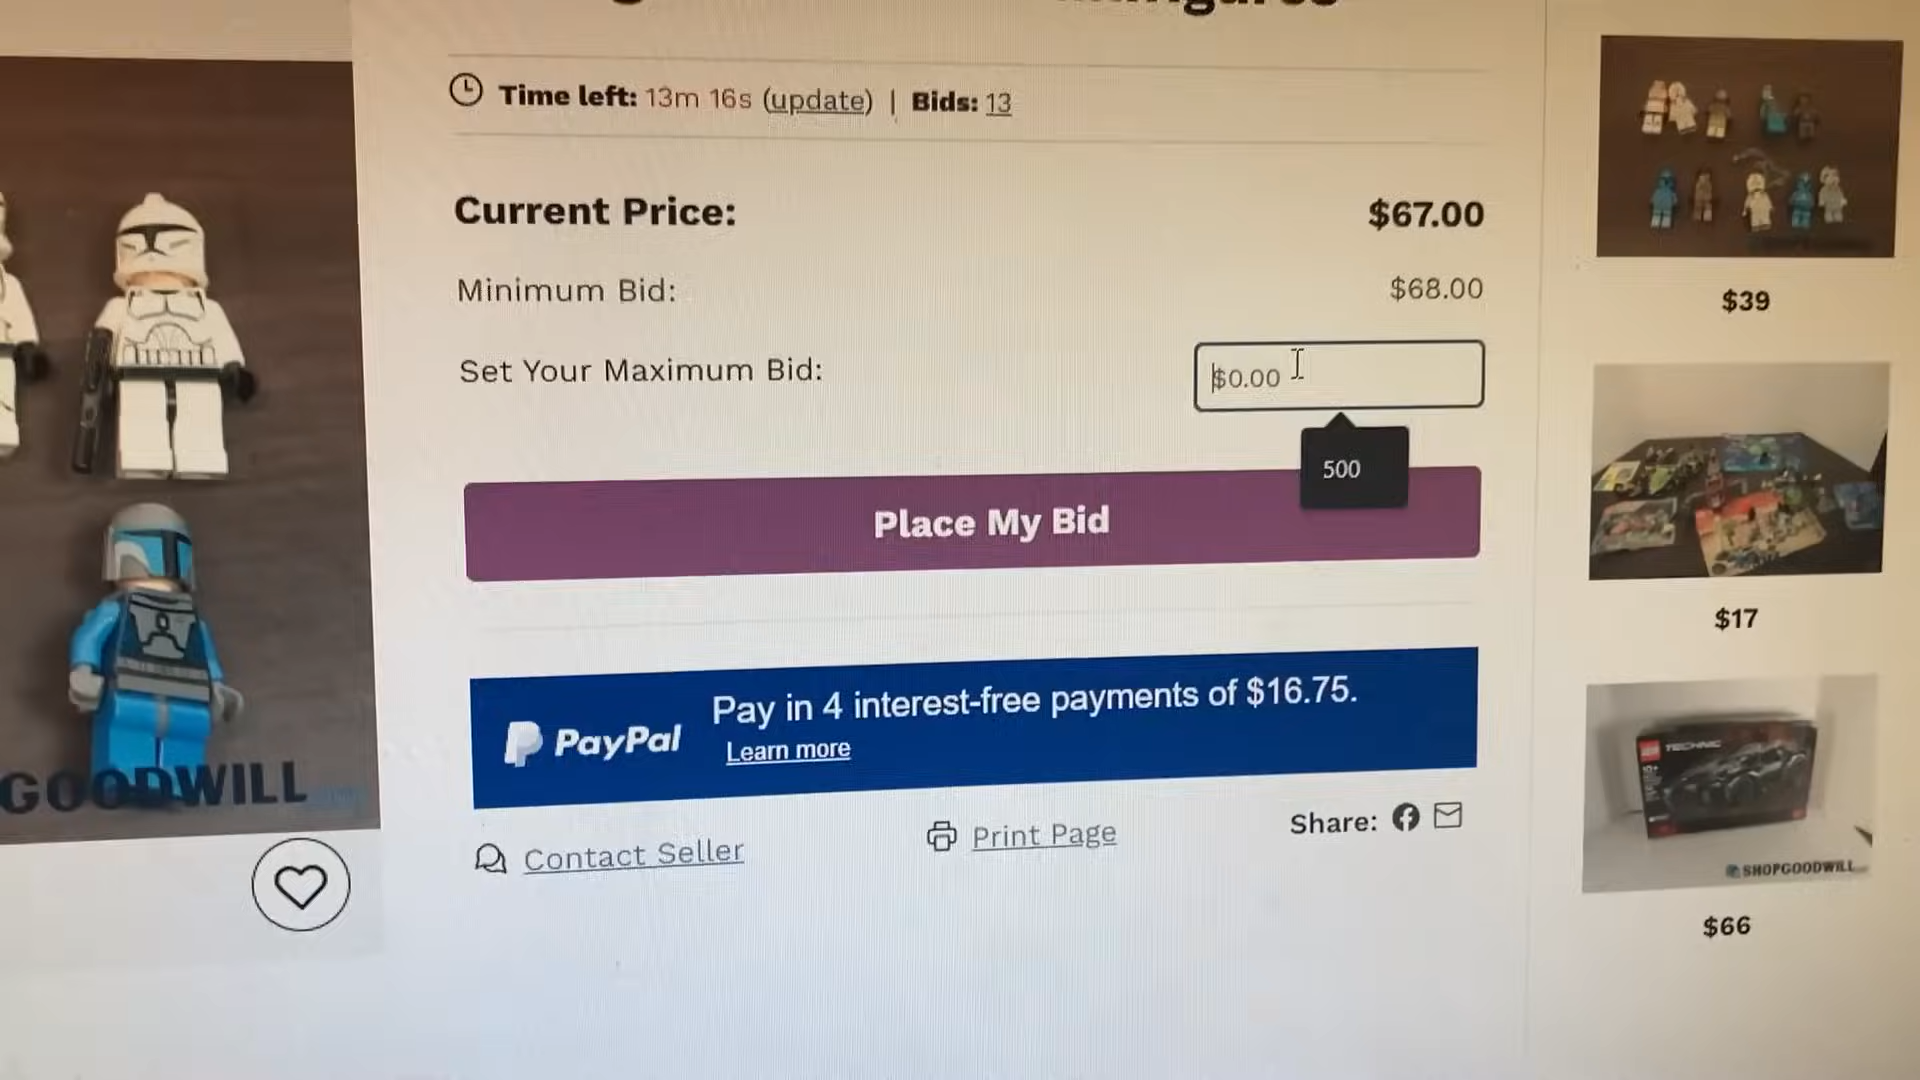 Time left: 13m 16s (update) | Bids: 13
Current Price: $67.00
Minimum Bid: $68.00
Set Your Maximum Bid: $0.00
500
Place My Bid
PayPal
Pay in 4 interest-free payments of $16.75.
Learn more
Contact Seller
Print Page
Share:
GOODWILL
$39
$17
TECHNIC
SHOPGOODWILL
$66